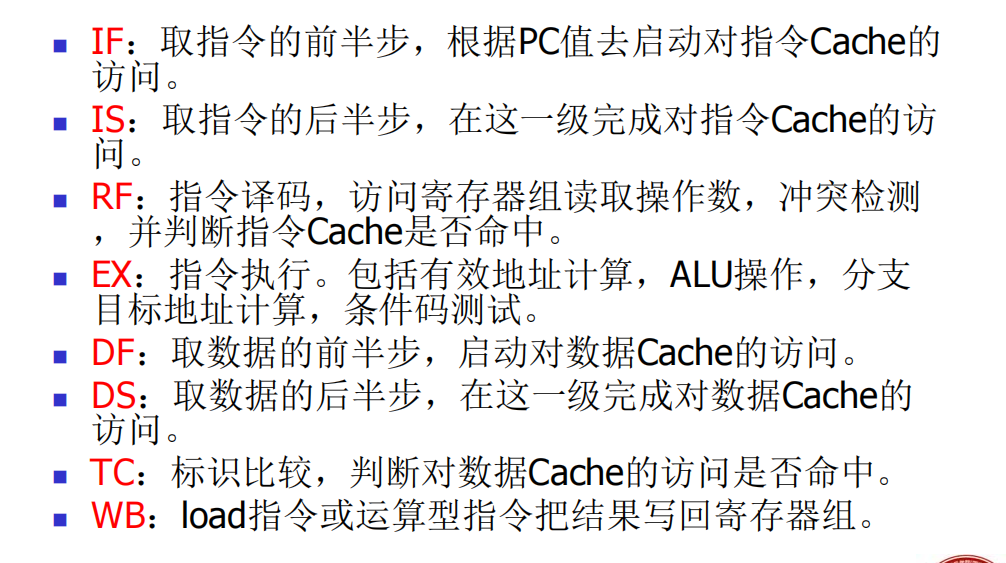 IF：取指令的前半步，根据PC值去启动对指令Cache的
访问。
IS：取指令的后半步，在这一级完成对指令Cache的访
问。
RF：指令译码，访问寄存器组读取操作数，冲突检测
，并判断指令Cache是否命中。
EX：指令执行。包括有效地址计算，ALU操作，分支
目标地址计算，条件码测试。
DF：取数据的前半步，启动对数据Cache的访问。
DS：取数据的后半步，在这一级完成对数据Cache的
访问。
TC：标识比较，判断对数据Cache的访问是否命中。
WB：load指令或运算型指令把结果写回寄存器组。